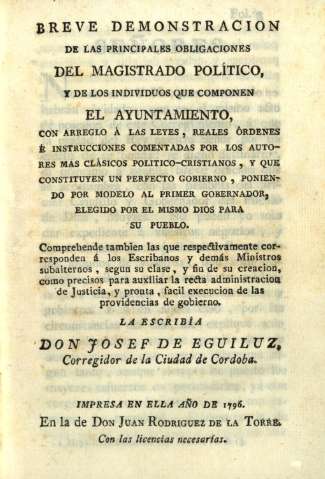 BREVE DEMONSTRACION
DE LAS PRINCIPALES OBLIGACIONES
DEL MAGISTRADO POLÍTICO,
Y DE LOS INDIVIDUOS QUE COMPONEN
EL AYUNTAMIENTO,
CON ARREGLO Á LAS LEYES, REALES ÓRDENES
É INSTRUCCIONES COMENTADAS POR LOS AUTO-
RES MAS CLÁSICOS POLITICO-CRISTIANOS, Y QUE
CONSTITUYEN UN PERFECTO GOBIERNO, PONIEN-
DO POR MODELO AL PRIMER GOBERNADOR,
ELEGIDO POR EL MISMO DIOS PARA
SU PUEBLO.
Comprehende tambien las que respectivamente cor-
responden á los Escribanos y demás Ministros
subalternos, segun su clase, y fin de su creacion,
como precisos para auxiliar la recta administracion
de Justicia, y pronta, facil execucion de las
providencias de gobierno.
LA ESCRIBÍA
DON JOSEF DE EGUILUZ,
Corregidor de la Ciudad de Cordoba.
IMPRESA EN ELLA AÑO DE 1796.
En la de DON JUAN RODRIGUEZ DE LA TORRE.
Con las licencias necesarias.